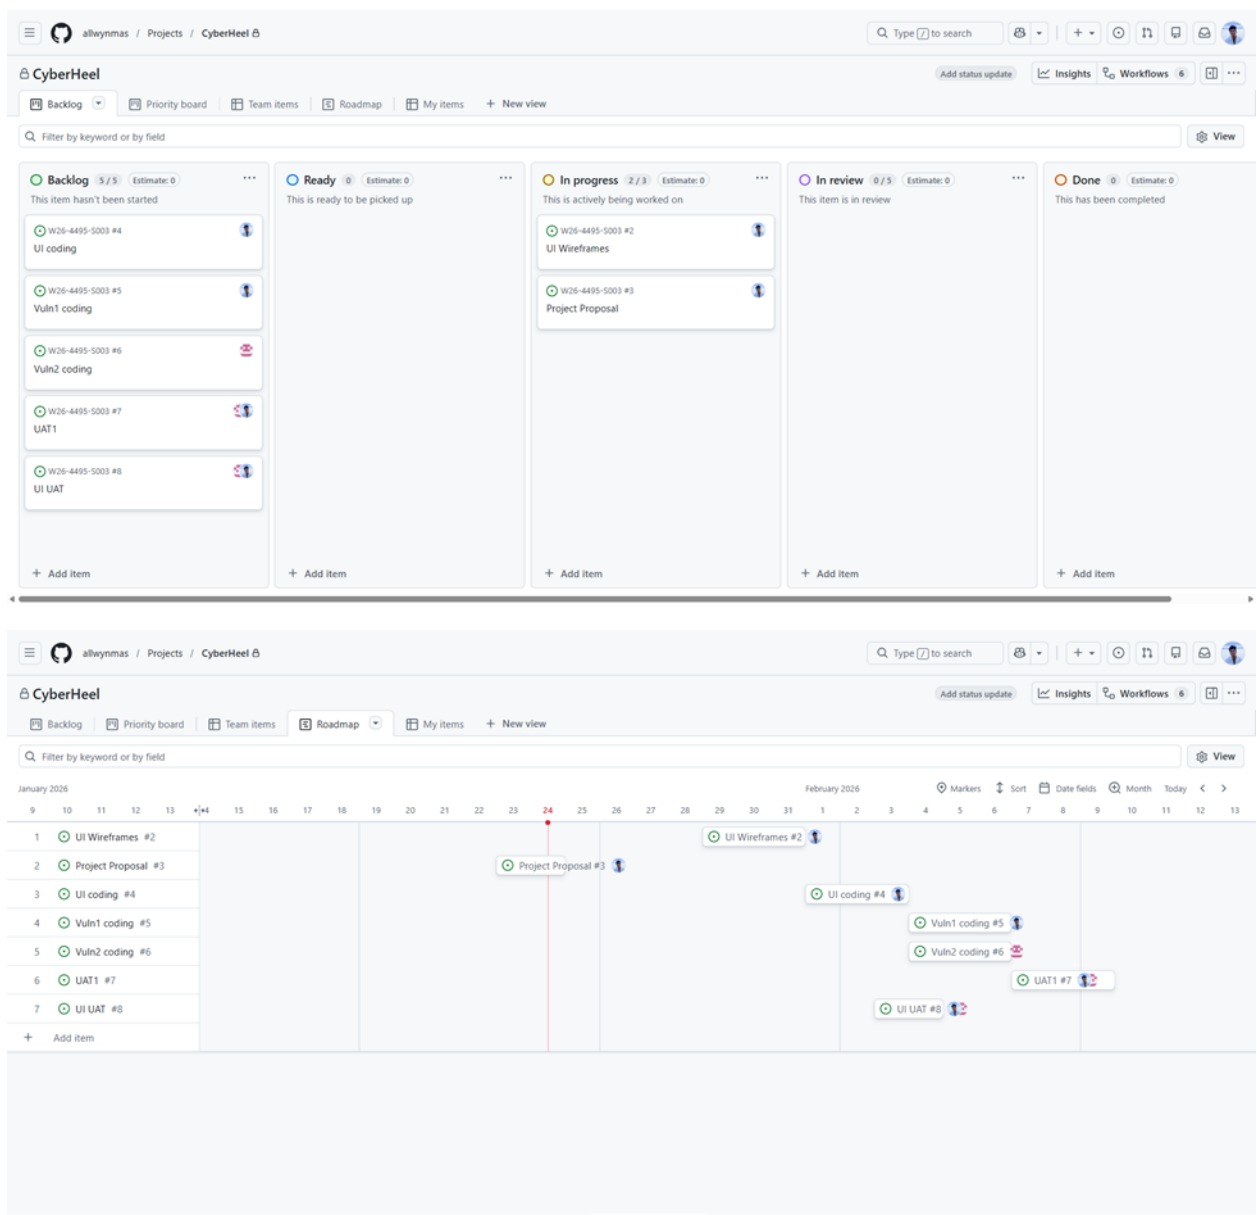 allwynmas / Projects / CyberHeel
Type / to search
CyberHeel
Add status update Insights Workflows 6
Backlog Priority board Team items Roadmap My items + New view
Filter by keyword or by field
View
Backlog 5 / 5 Estimate: 0
This item hasn't been started
W26-4495-S003 #4
UI coding
W26-4495-S003 #5
Vuln1 coding
W26-4495-S003 #6
Vuln2 coding
W26-4495-S003 #7
UAT1
W26-4495-S003 #8
UI UAT
+ Add item
Ready 0 Estimate: 0
This is ready to be picked up
+ Add item
In progress 2 / 3 Estimate: 0
This is actively being worked on
W26-4495-S003 #2
UI Wireframes
W26-4495-S003 #3
Project Proposal
+ Add item
In review 0 / 5 Estimate: 0
This item is in review
+ Add item
Done 0 Estimate: 0
This has been completed
+ Add item
allwynmas / Projects / CyberHeel
Type / to search
CyberHeel
Add status update Insights Workflows 6
Backlog Priority board Team items Roadmap My items + New view
Filter by keyword or by field
View
January 2026 February 2026 Markers Sort Date fields Month Today
9 10 11 12 13 14 15 16 17 18 19 20 21 22 23 24 25 26 27 28 29 30 31 1 2 3 4 5 6 7 8 9 10 11 12 13
1 UI Wireframes #2 UI Wireframes #2
2 Project Proposal #3 Project Proposal #3
3 UI coding #4 UI coding #4
4 Vuln1 coding #5 Vuln1 coding #5
5 Vuln2 coding #6 Vuln2 coding #6
6 UAT1 #7 UAT1 #7
7 UI UAT #8 UI UAT #8
+ Add item